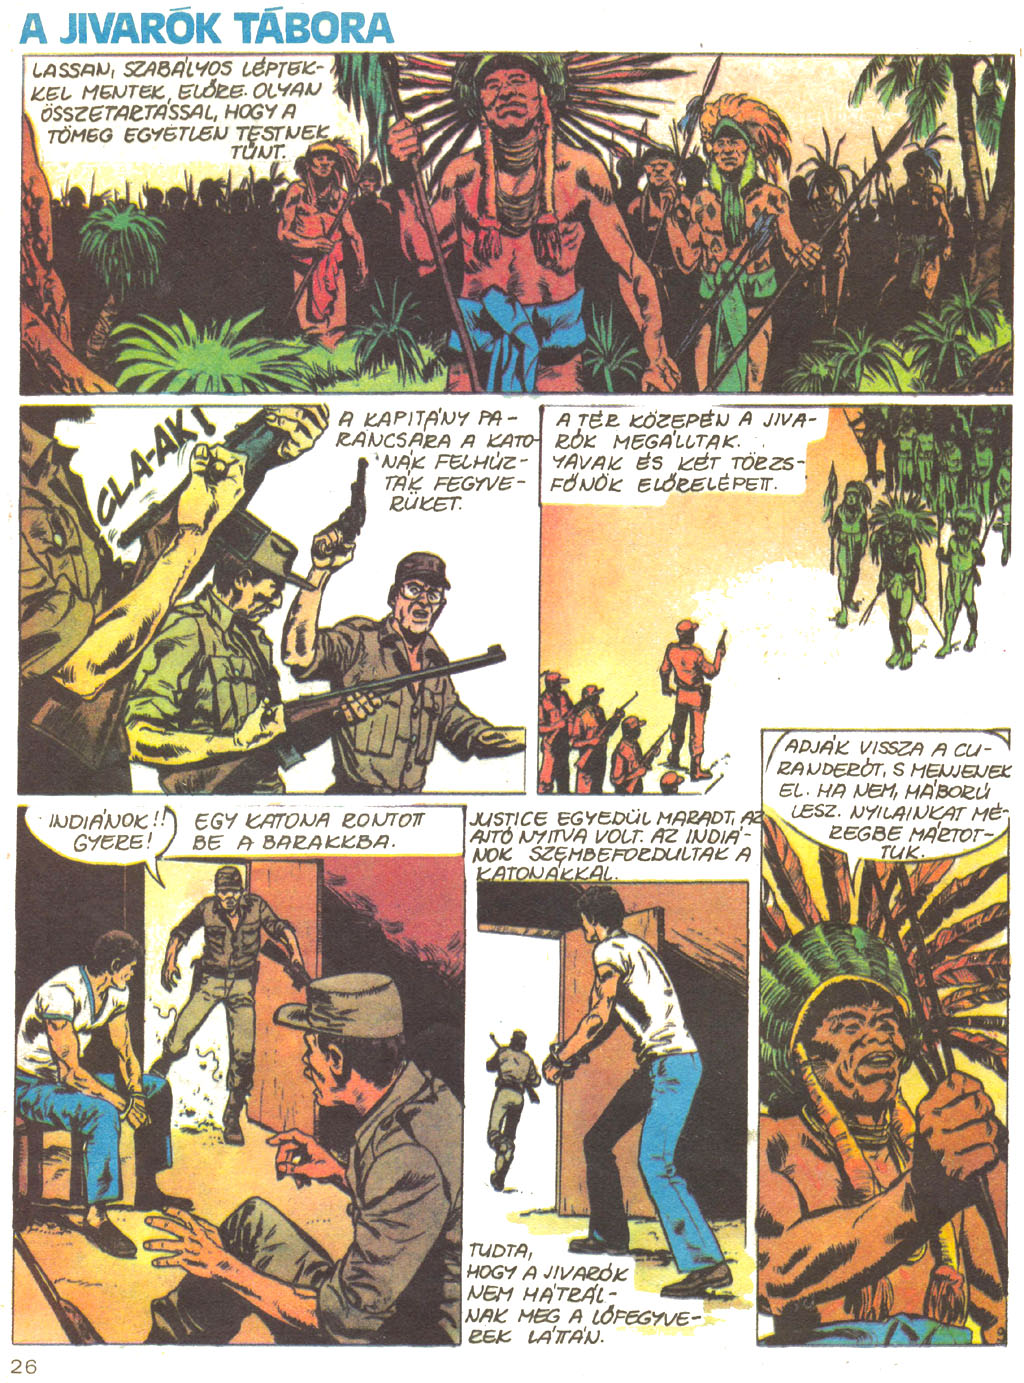 A JIVARÓK TÁBORA
LASSAN, SZABÁLYOS LÉPTEK-
KEL MENTEK, ELŐRE. OLYAN
ÖSSZETARTÁSSAL, HOGY A
TÖMEG EGYETLEN TESTNEK
TŰNT.
CLA-AK!
A KAPITÁNY PA-
RANCSÁRA A KATO-
NÁK FELHÚZ-
TÁK FEGYVE-
RÜKET.
A TÉR KÖZEPÉN A JIVA-
RÓK MEGÁLLTAK.
YÁVAK ÉS KÉT TÖRZS-
FŐNÖK ELŐRELÉPETT.
INDIÁNOK!!
GYERE!
EGY KATONA RONTOTT
BE A BARAKKBA.
JUSTICE EGYEDÜL MARADT, AZ
AJTÓ NYITVA VOLT. AZ INDIÁ-
NOK SZEMBEFORDULTAK A
KATONÁKKAL.
TUDTA,
HOGY A JIVARÓK
NEM HÁTRÁL-
NAK MEG A LŐFEGYVE-
REK LÁTTÁN.
ADJÁK VISSZA A CU-
RANDERÓT, S MENJENEK
EL. HA NEM, HÁBORÚ
LESZ. NYILAINKAT MÉ-
REGBE MÁRTOT-
TUK.
9
26